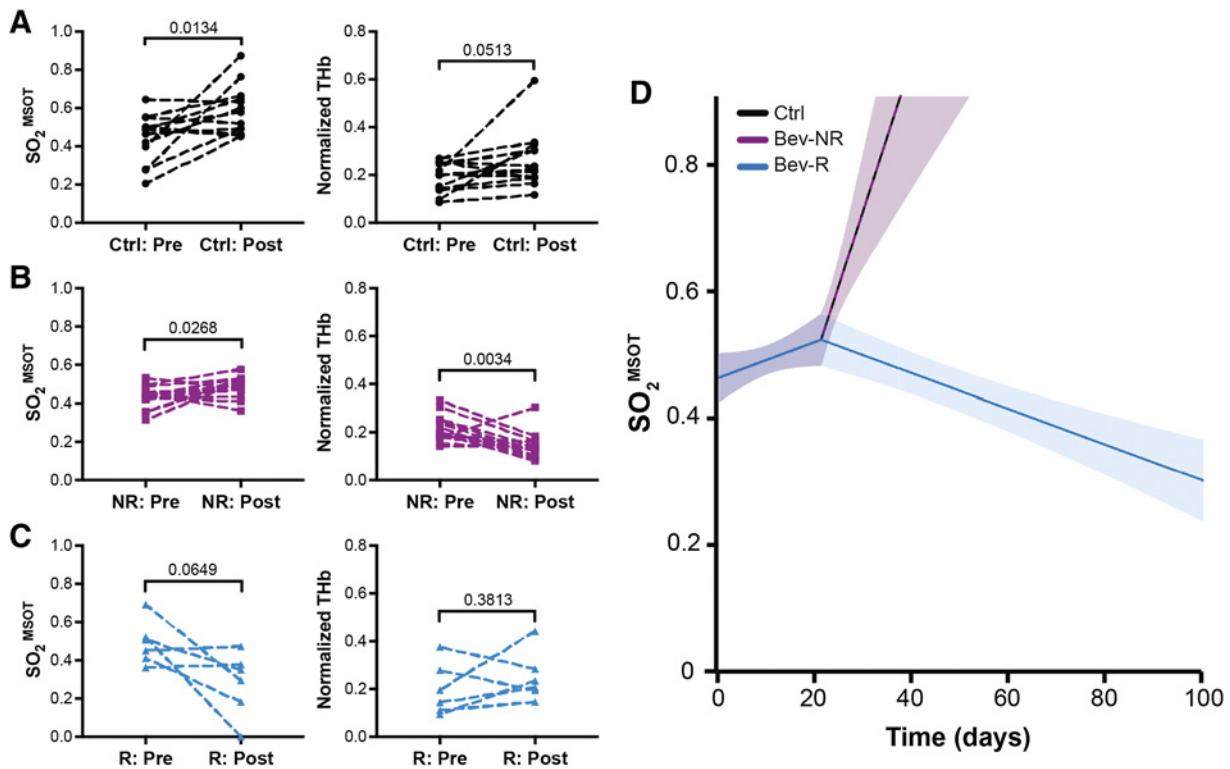 A
SO₂ MSOT
1.0
0.8
0.6
0.4
0.2
0.0
0.0134
Ctrl: Pre Ctrl: Post
Normalized THb
0.8
0.6
0.4
0.2
0.0
0.0513
Ctrl: Pre Ctrl: Post
B
SO₂ MSOT
1.0
0.8
0.6
0.4
0.2
0.0
0.0268
NR: Pre NR: Post
Normalized THb
0.8
0.6
0.4
0.2
0.0
0.0034
NR: Pre NR: Post
C
SO₂ MSOT
1.0
0.8
0.6
0.4
0.2
0.0
0.0649
R: Pre R: Post
Normalized THb
0.8
0.6
0.4
0.2
0.0
0.3813
R: Pre R: Post
D
Ctrl
Bev-NR
Bev-R
SO₂ MSOT
0.8
0.6
0.4
0.2
0
0 20 40 60 80 100
Time (days)